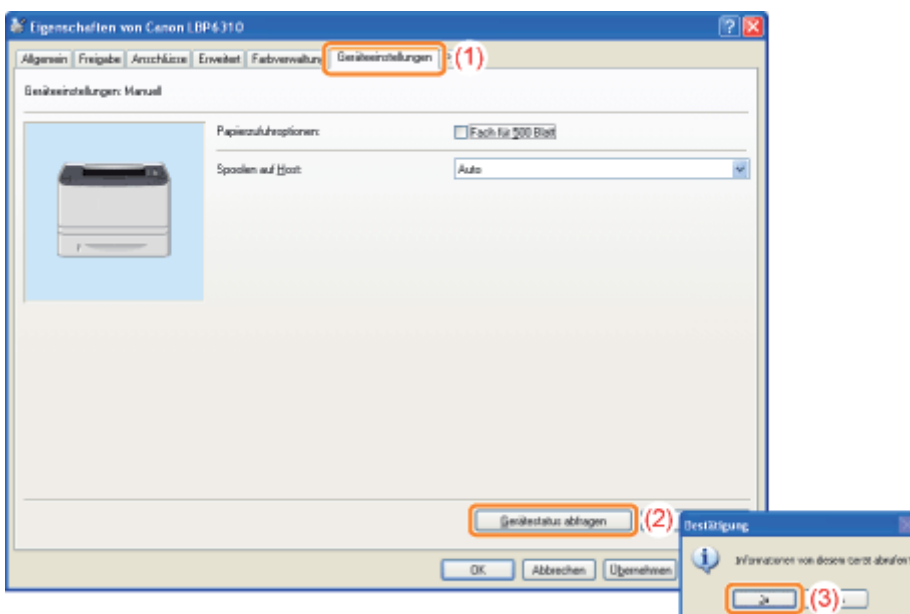 Eigenschaften von Canon LBP6310
Allgemein Freigabe Anschlüsse Erweitert Farbverwaltung Geräteeinstellungen (1)
Geräteeinstellungen: Manuell
Papierzufuhroptionen: Fach für 500 Blatt
Spoolen auf Host: Auto
Gerätestatus abfragen (2)
Bestätigung
Informationen von diesem Gerät abrufen?
OK Abbrechen Übernehmen
Ja (3)